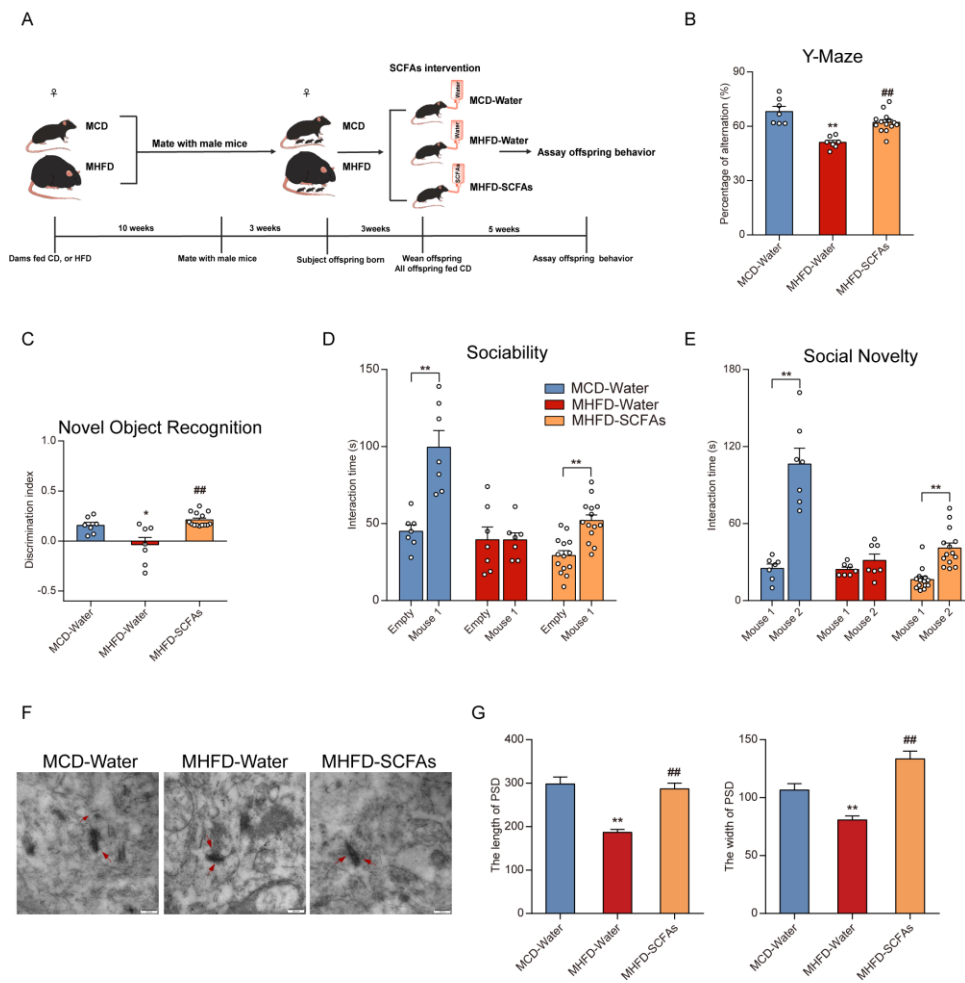 A
SCFAs intervention
♀
♀
MCD
MHFD
Mate with male mice
MCD
MHFD
Water
MCD-Water
Water
MHFD-Water
SCFAs
MHFD-SCFAs
Assay offspring behavior
10 weeks
3 weeks
3weeks
5 weeks
Dams fed CD, or HFD
Mate with male mice
Subject offspring born
Wean offspring
All offspring fed CD
Assay offspring behavior
B
Y-Maze
Percentage of alternation (%)
90
60
30
0
**
##
MCD-Water
MHFD-Water
MHFD-SCFAs
C
Novel Object Recognition
Discrimination index
1.0
0.5
0.0
-0.5
*
##
MCD-Water
MHFD-Water
MHFD-SCFAs
D
Sociability
Interaction time (s)
150
100
50
0
**
**
MCD-Water
MHFD-Water
MHFD-SCFAs
Empty
Mouse 1
Empty
Mouse 1
Empty
Mouse 1
E
Social Novelty
Interaction time (s)
180
120
60
0
**
**
Mouse 1
Mouse 2
Mouse 1
Mouse 2
Mouse 1
Mouse 2
F
MCD-Water
MHFD-Water
MHFD-SCFAs
G
The length of PSD
400
300
200
100
0
**
##
MCD-Water
MHFD-Water
MHFD-SCFAs
The width of PSD
150
100
50
0
**
##
MCD-Water
MHFD-Water
MHFD-SCFAs